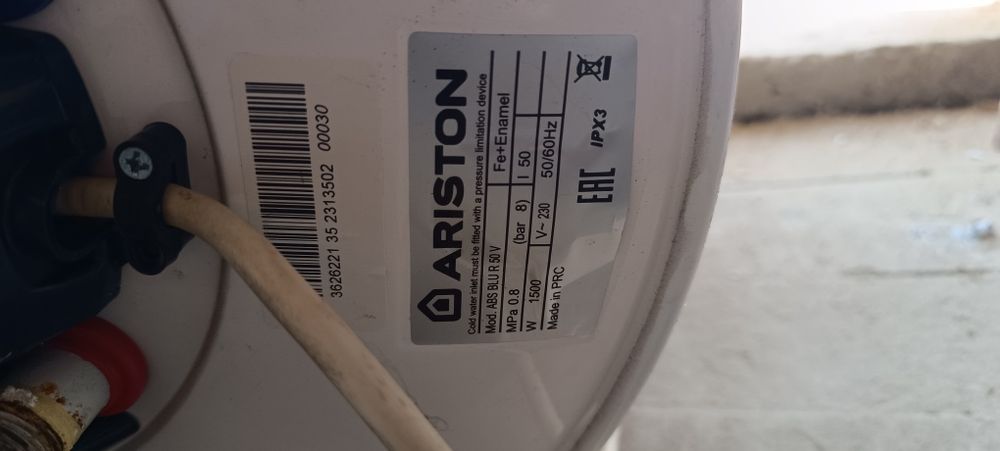 3626221 35 2313502 00030
ARISTON
Cold water inlet must be fitted with a pressure limitation device
Mod. ABS BLU R 50 V Fe+Enamel
MPa 0.8 (bar 8) l 50
W 1500 V~ 230 50/60Hz
Made in PRC
EAC IPX3